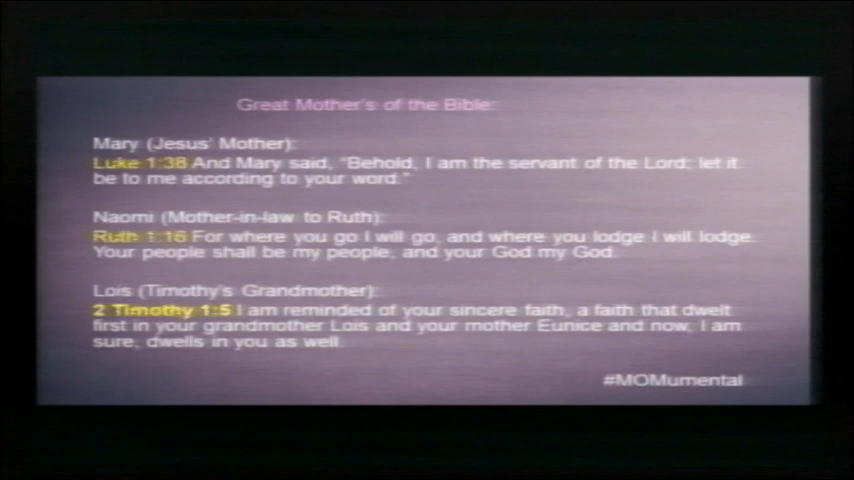 Great Mother's of the Bible:
Mary (Jesus' Mother):
Luke 1:38 And Mary said, "Behold, I am the servant of the Lord; let it
be to me according to your word."
Naomi (Mother-in-law to Ruth):
Ruth 1:16 For where you go I will go, and where you lodge I will lodge.
Your people shall be my people, and your God my God.
Lois (Timothy's Grandmother):
2 Timothy 1:5 I am reminded of your sincere faith, a faith that dwelt
first in your grandmother Lois and your mother Eunice and now, I am
sure, dwells in you as well.
#MOMumental